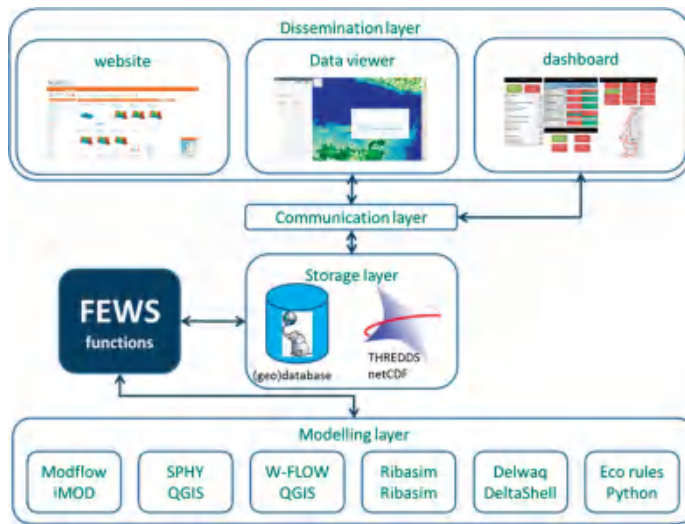 Dissemination layer
website
Data viewer
dashboard
Communication layer
Storage layer
FEWS
functions
(geo)database
THREDDS
netCDF
Modelling layer
Modflow
iMOD
SPHY
QGIS
W-FLOW
QGIS
Ribasim
Ribasim
Delwaq
DeltaShell
Eco rules
Python